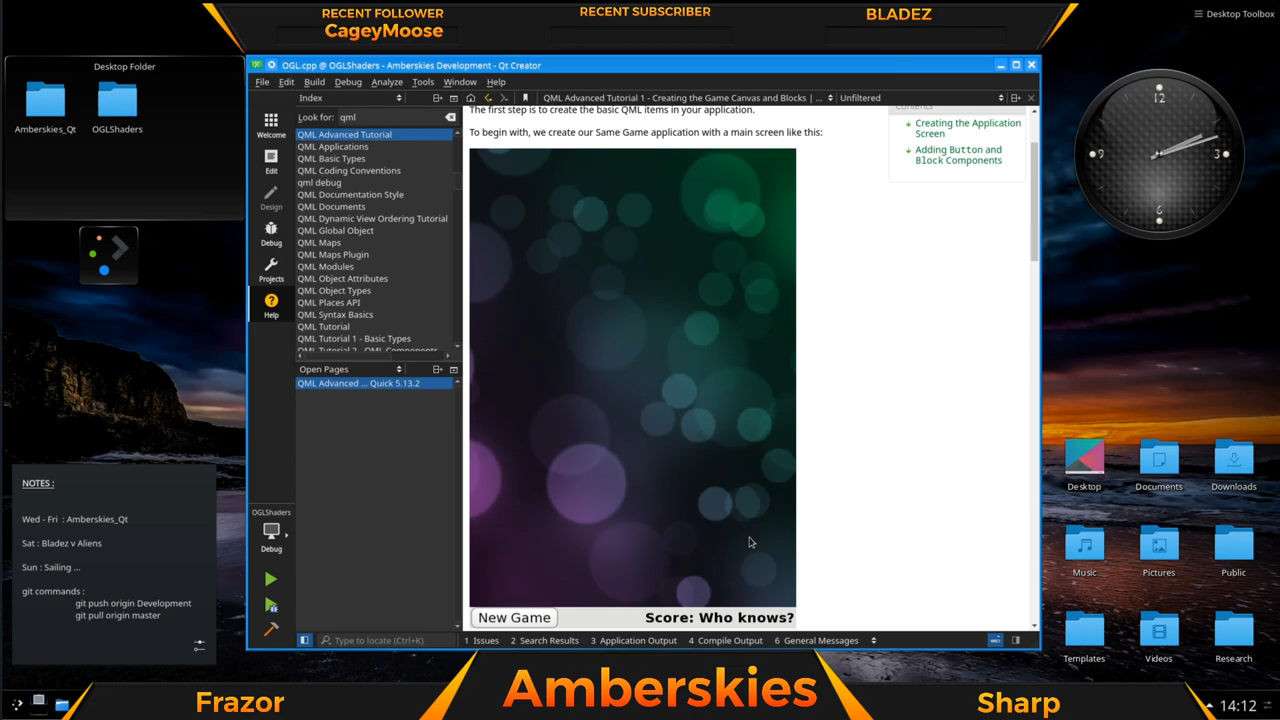 RECENT FOLLOWER
CageyMoose
RECENT SUBSCRIBER
BLADEZ
Desktop Toolbox
Desktop Folder
Amberskies_Qt
OGLShaders
OGL.cpp @ OGLShaders - Amberskies Development - Qt Creator
File Edit Build Debug Analyze Tools Window Help
Index
QML Advanced Tutorial 1 - Creating the Game Canvas and Blocks | ...
Unfiltered
Look for: qml
Welcome
Edit
Design
Debug
Projects
Help
QML Advanced Tutorial
QML Applications
QML Basic Types
QML Coding Conventions
qml debug
QML Documentation Style
QML Documents
QML Dynamic View Ordering Tutorial
QML Global Object
QML Maps
QML Maps Plugin
QML Modules
QML Object Attributes
QML Object Types
QML Places API
QML Syntax Basics
QML Tutorial
QML Tutorial 1 - Basic Types
QML Tutorial 2 - QML Components
Open Pages
QML Advanced ... Quick 5.13.2
The first step is to create the basic QML items in your application.
To begin with, we create our Same Game application with a main screen like this:
Contents
Creating the Application
Screen
Adding Button and
Block Components
New Game
Score: Who knows?
OGLShaders
Debug
Type to locate (Ctrl+K)
1 Issues
2 Search Results
3 Application Output
4 Compile Output
6 General Messages
12
3
6
9
NOTES :
Wed - Fri : Amberskies_Qt
Sat : Bladez v Aliens
Sun : Sailing ...
git commands :
git push origin Development
git pull origin master
Desktop
Documents
Downloads
Music
Pictures
Public
Templates
Videos
Research
Frazor
Amberskies
Sharp
14:12